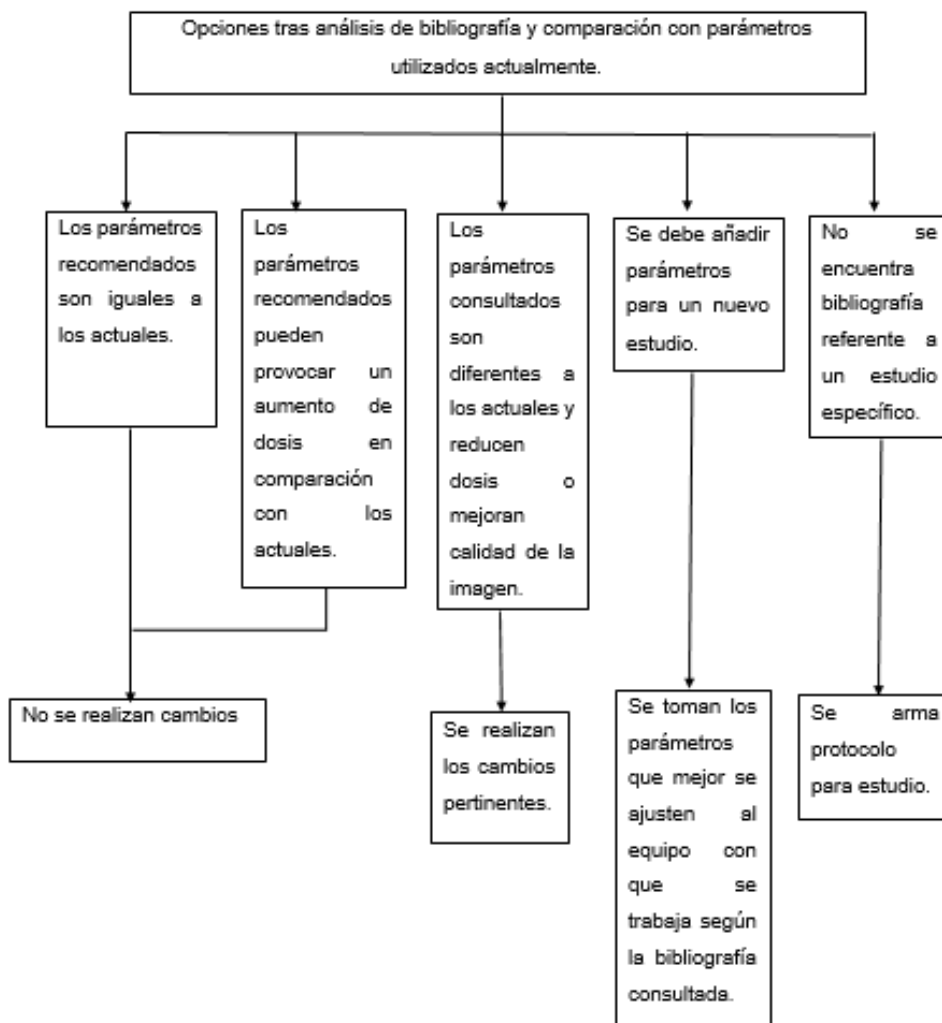 Opciones tras análisis de bibliografía y comparación con parámetros
utilizados actualmente.
Los parámetros
recomendados
son iguales a
los actuales.
Los
parámetros
recomendados
pueden
provocar un
aumento de
dosis en
comparación
con los
actuales.
Los
parámetros
consultados
son
diferentes a
los actuales y
reducen
dosis o
mejoran
calidad de la
imagen.
Se debe añadir
parámetros
para un nuevo
estudio.
No se
encuentra
bibliografía
referente a
un estudio
específico.
No se realizan cambios
Se realizan
los cambios
pertinentes.
Se toman los
parámetros
que mejor se
ajusten al
equipo con
que se
trabaja según
la bibliografía
consultada.
Se arma
protocolo
para estudio.